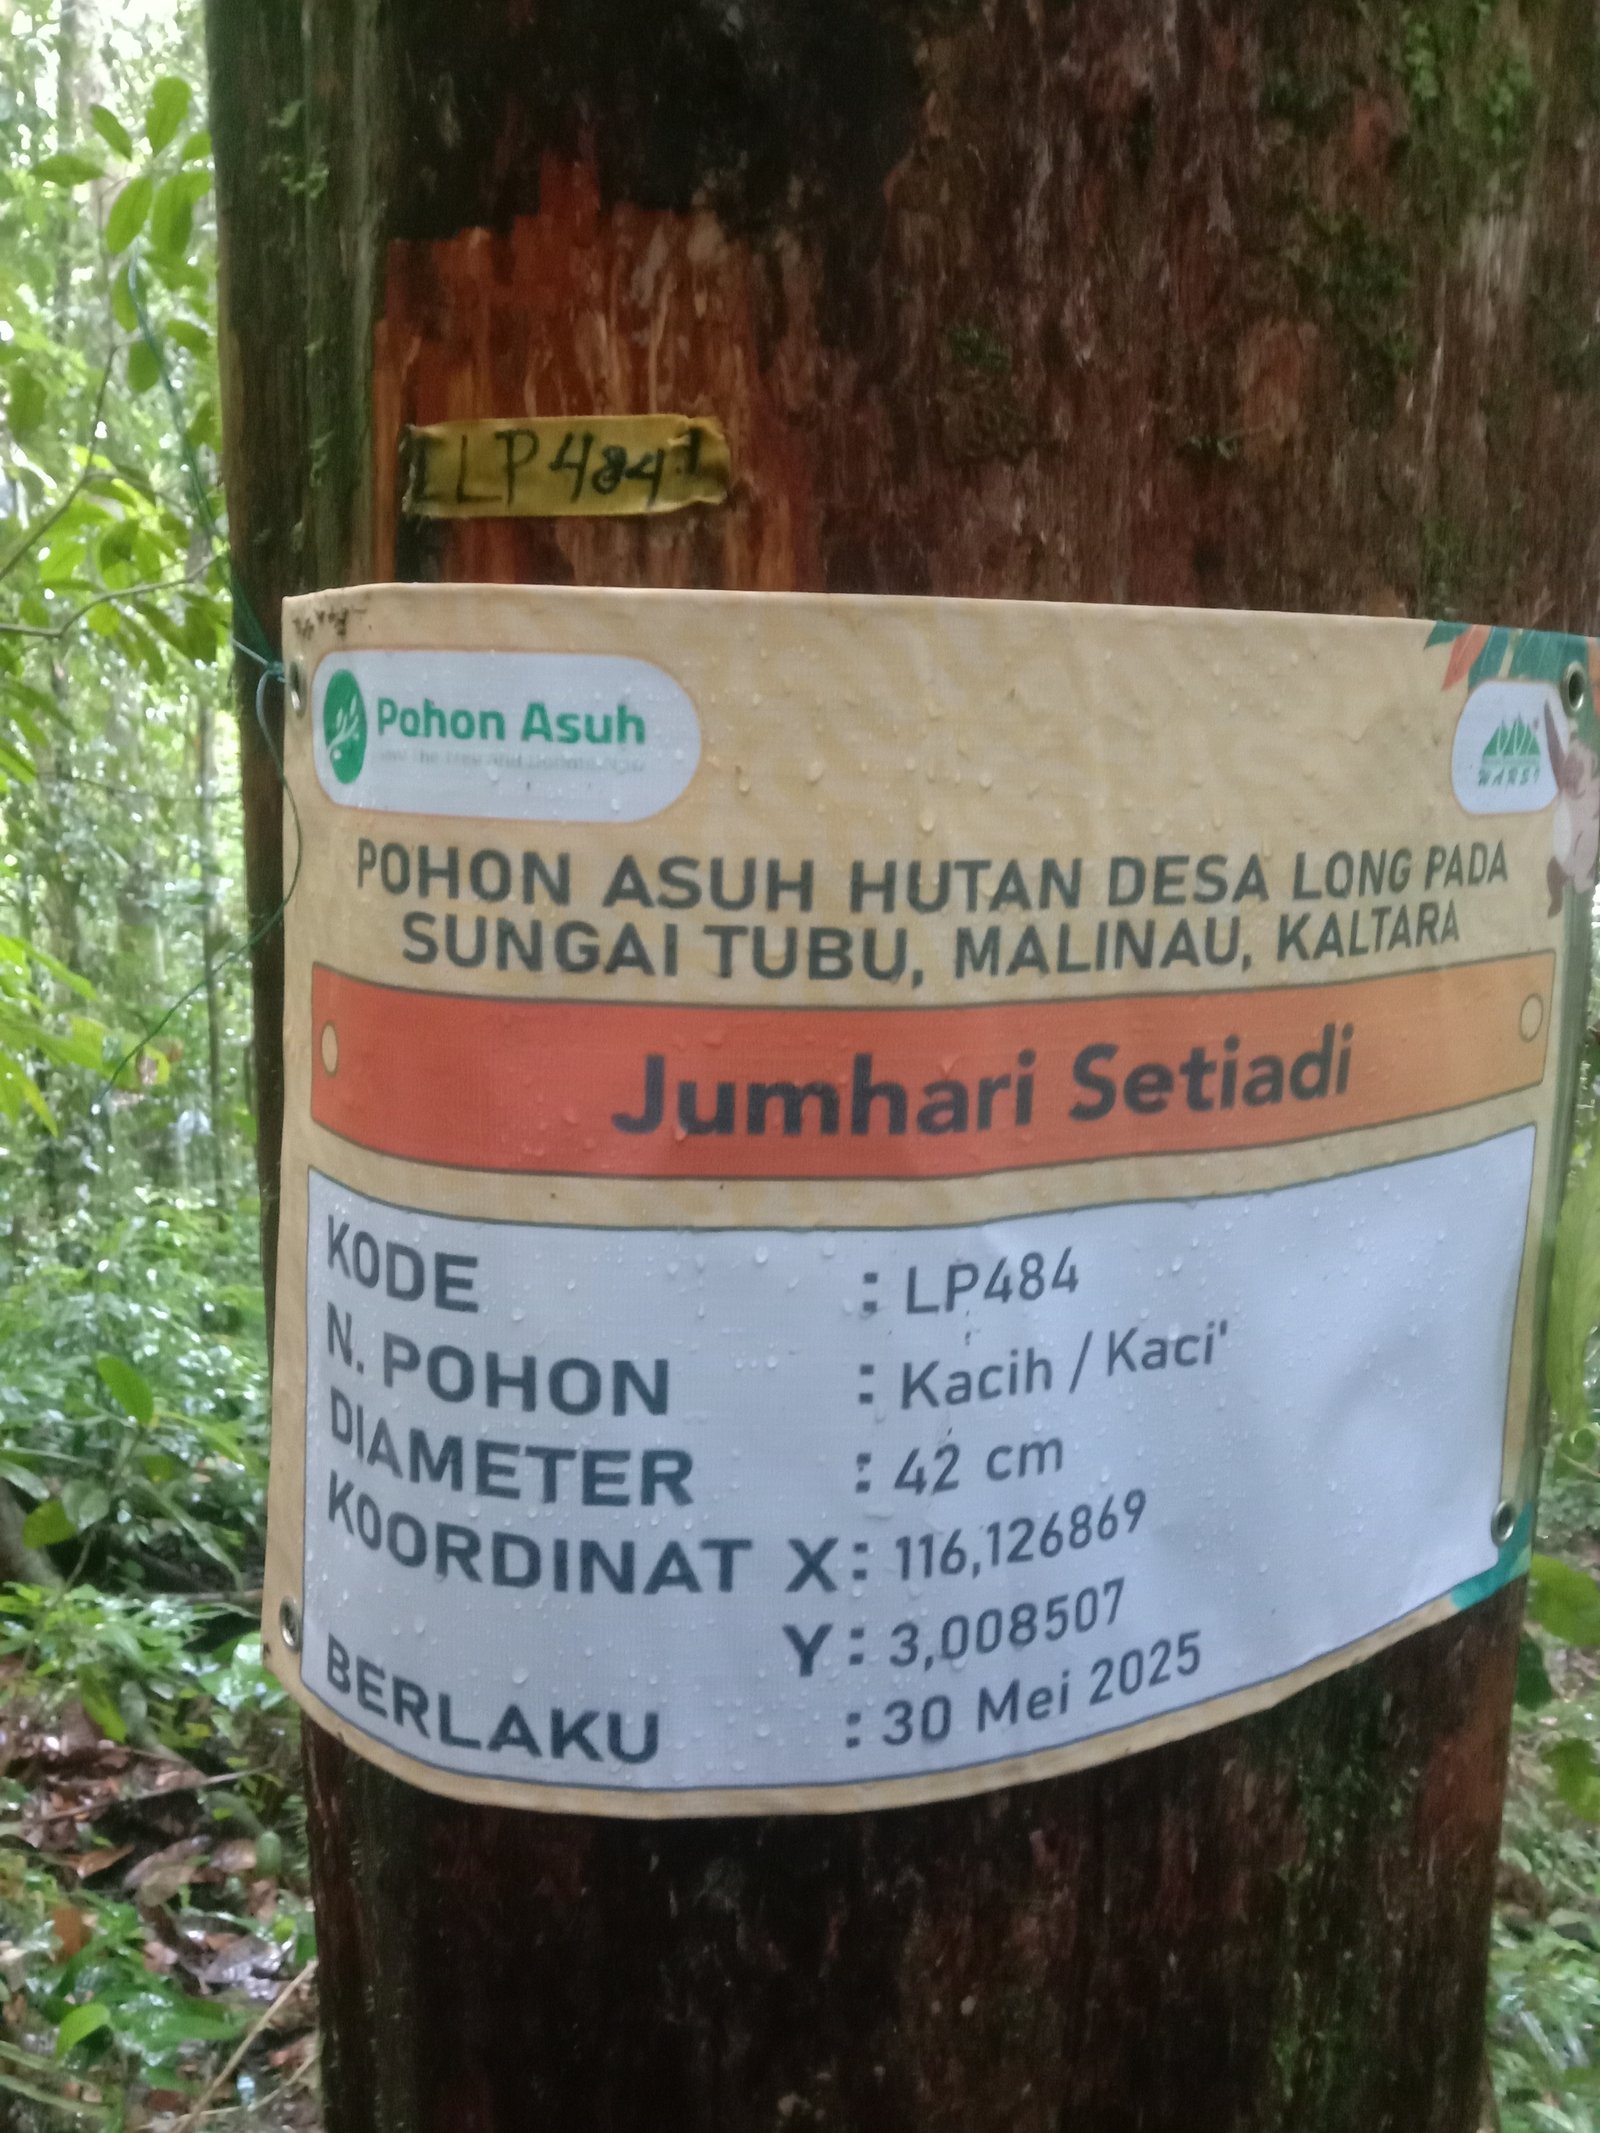 LP484
Pohon Asuh
WARSI
POHON ASUH HUTAN DESA LONG PADA
SUNGAI TUBU, MALINAU, KALTARA
Jumhari Setiadi
KODE : LP484
N. POHON : Kacih / Kaci'
DIAMETER : 42 cm
KOORDINAT X : 116,126869
Y : 3,008507
BERLAKU : 30 Mei 2025